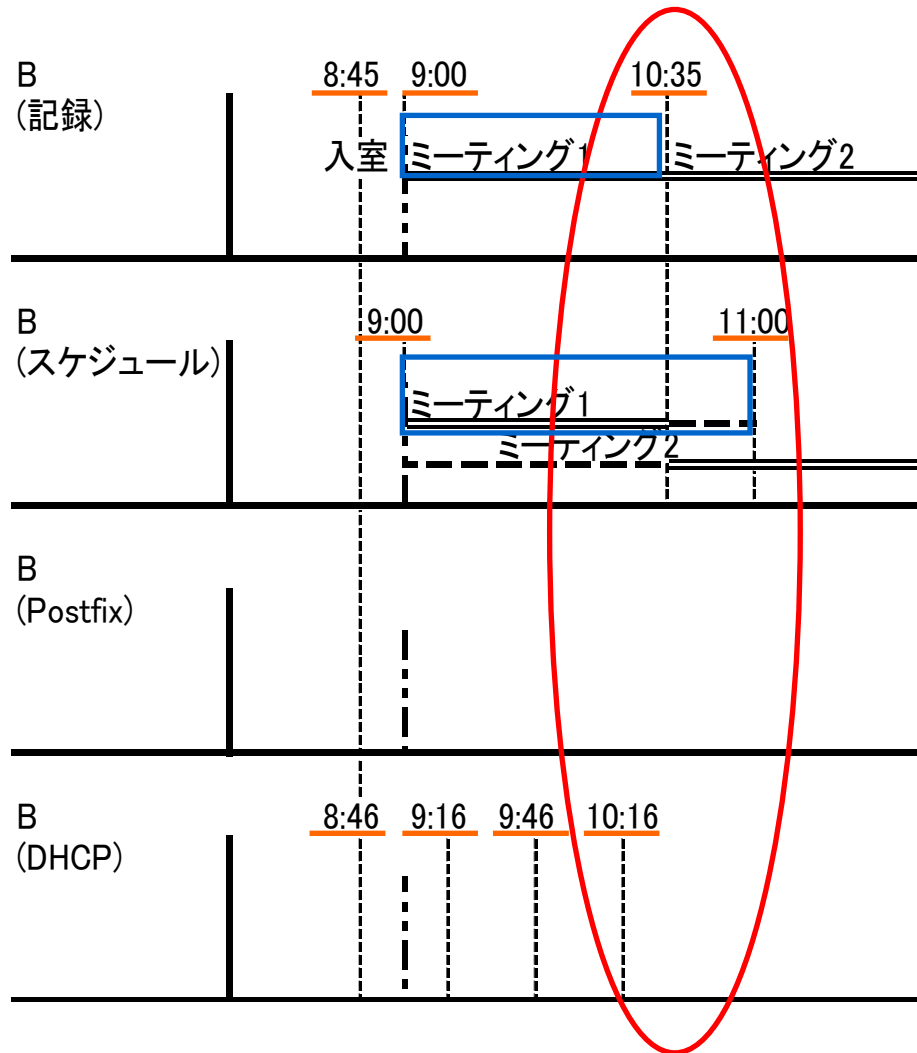 B
(記録)
8:45 9:00 10:35
入室 ミーティング1 ミーティング2
B
(スケジュール)
9:00 11:00
ミーティング1
ミーティング2
B
(Postfix)
B
(DHCP)
8:46 9:16 9:46 10:16